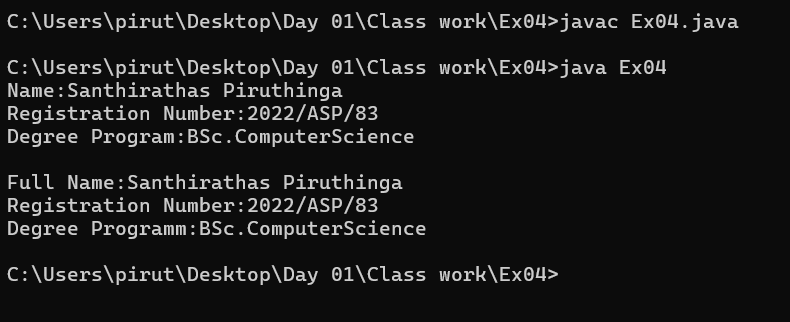 C:\Users\pirut\Desktop\Day 01\Class work\Ex04>javac Ex04.java
C:\Users\pirut\Desktop\Day 01\Class work\Ex04>java Ex04
Name:Santhirathas Piruthinga
Registration Number:2022/ASP/83
Degree Program:BSc.ComputerScience
Full Name:Santhirathas Piruthinga
Registration Number:2022/ASP/83
Degree Programm:BSc.ComputerScience
C:\Users\pirut\Desktop\Day 01\Class work\Ex04>